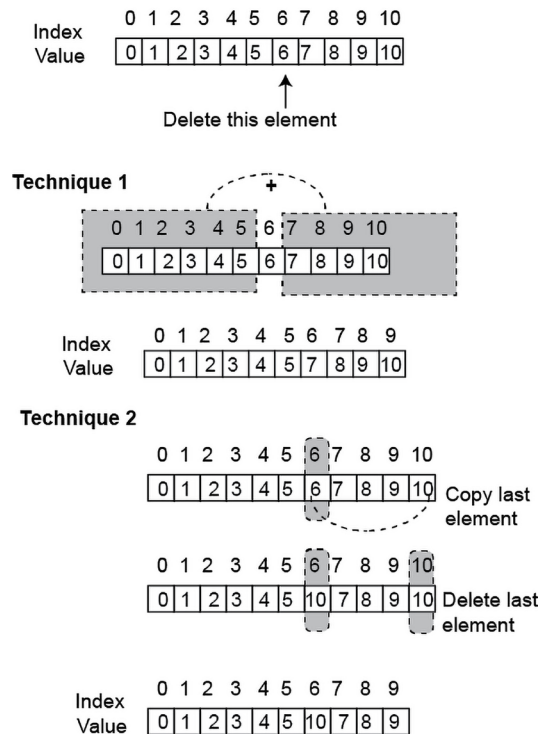 0 1 2 3 4 5 6 7 8 9 10
Index
Value
0 1 2 3 4 5 6 7 8 9 10
Delete this element
Technique 1
+
0 1 2 3 4 5 6 7 8 9 10
0 1 2 3 4 5 6 7 8 9 10
Index 0 1 2 3 4 5 6 7 8 9
Value 0 1 2 3 4 5 7 8 9 10
Technique 2
0 1 2 3 4 5 6 7 8 9 10
0 1 2 3 4 5 6 7 8 9 10
Copy last
element
0 1 2 3 4 5 6 7 8 9 10
0 1 2 3 4 5 10 7 8 9 10
Delete last
element
Index 0 1 2 3 4 5 6 7 8 9
Value 0 1 2 3 4 5 10 7 8 9